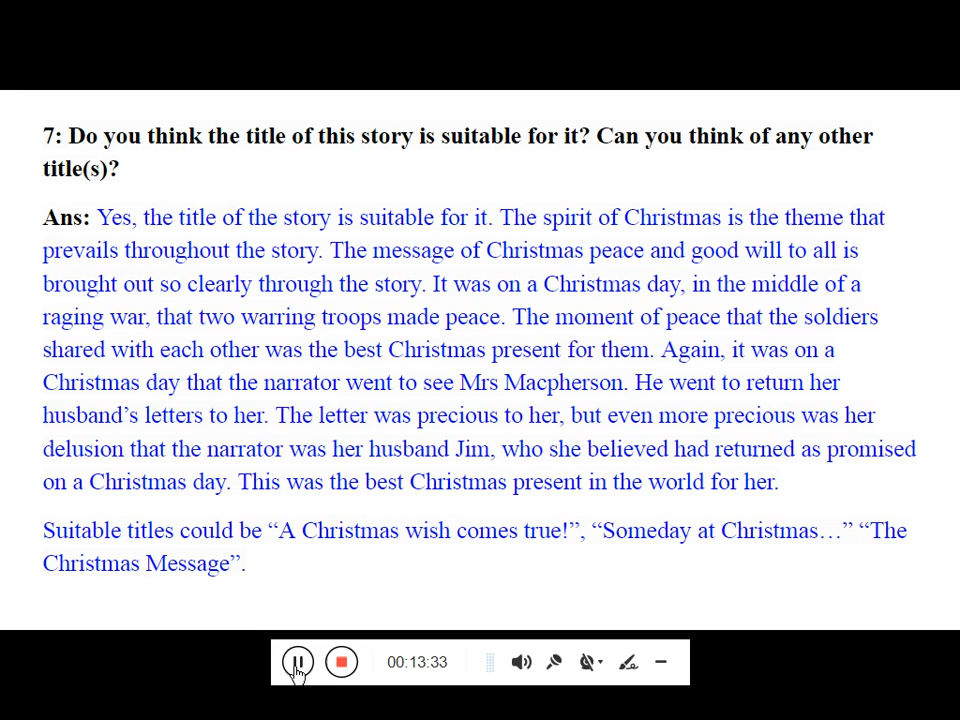 7: Do you think the title of this story is suitable for it? Can you think of any other
title(s)?
Ans: Yes, the title of the story is suitable for it. The spirit of Christmas is the theme that
prevails throughout the story. The message of Christmas peace and good will to all is
brought out so clearly through the story. It was on a Christmas day, in the middle of a
raging war, that two warring troops made peace. The moment of peace that the soldiers
shared with each other was the best Christmas present for them. Again, it was on a
Christmas day that the narrator went to see Mrs Macpherson. He went to return her
husband’s letters to her. The letter was precious to her, but even more precious was her
delusion that the narrator was her husband Jim, who she believed had returned as promised
on a Christmas day. This was the best Christmas present in the world for her.
Suitable titles could be “A Christmas wish comes true!”, “Someday at Christmas…” “The
Christmas Message”.
00:13:33